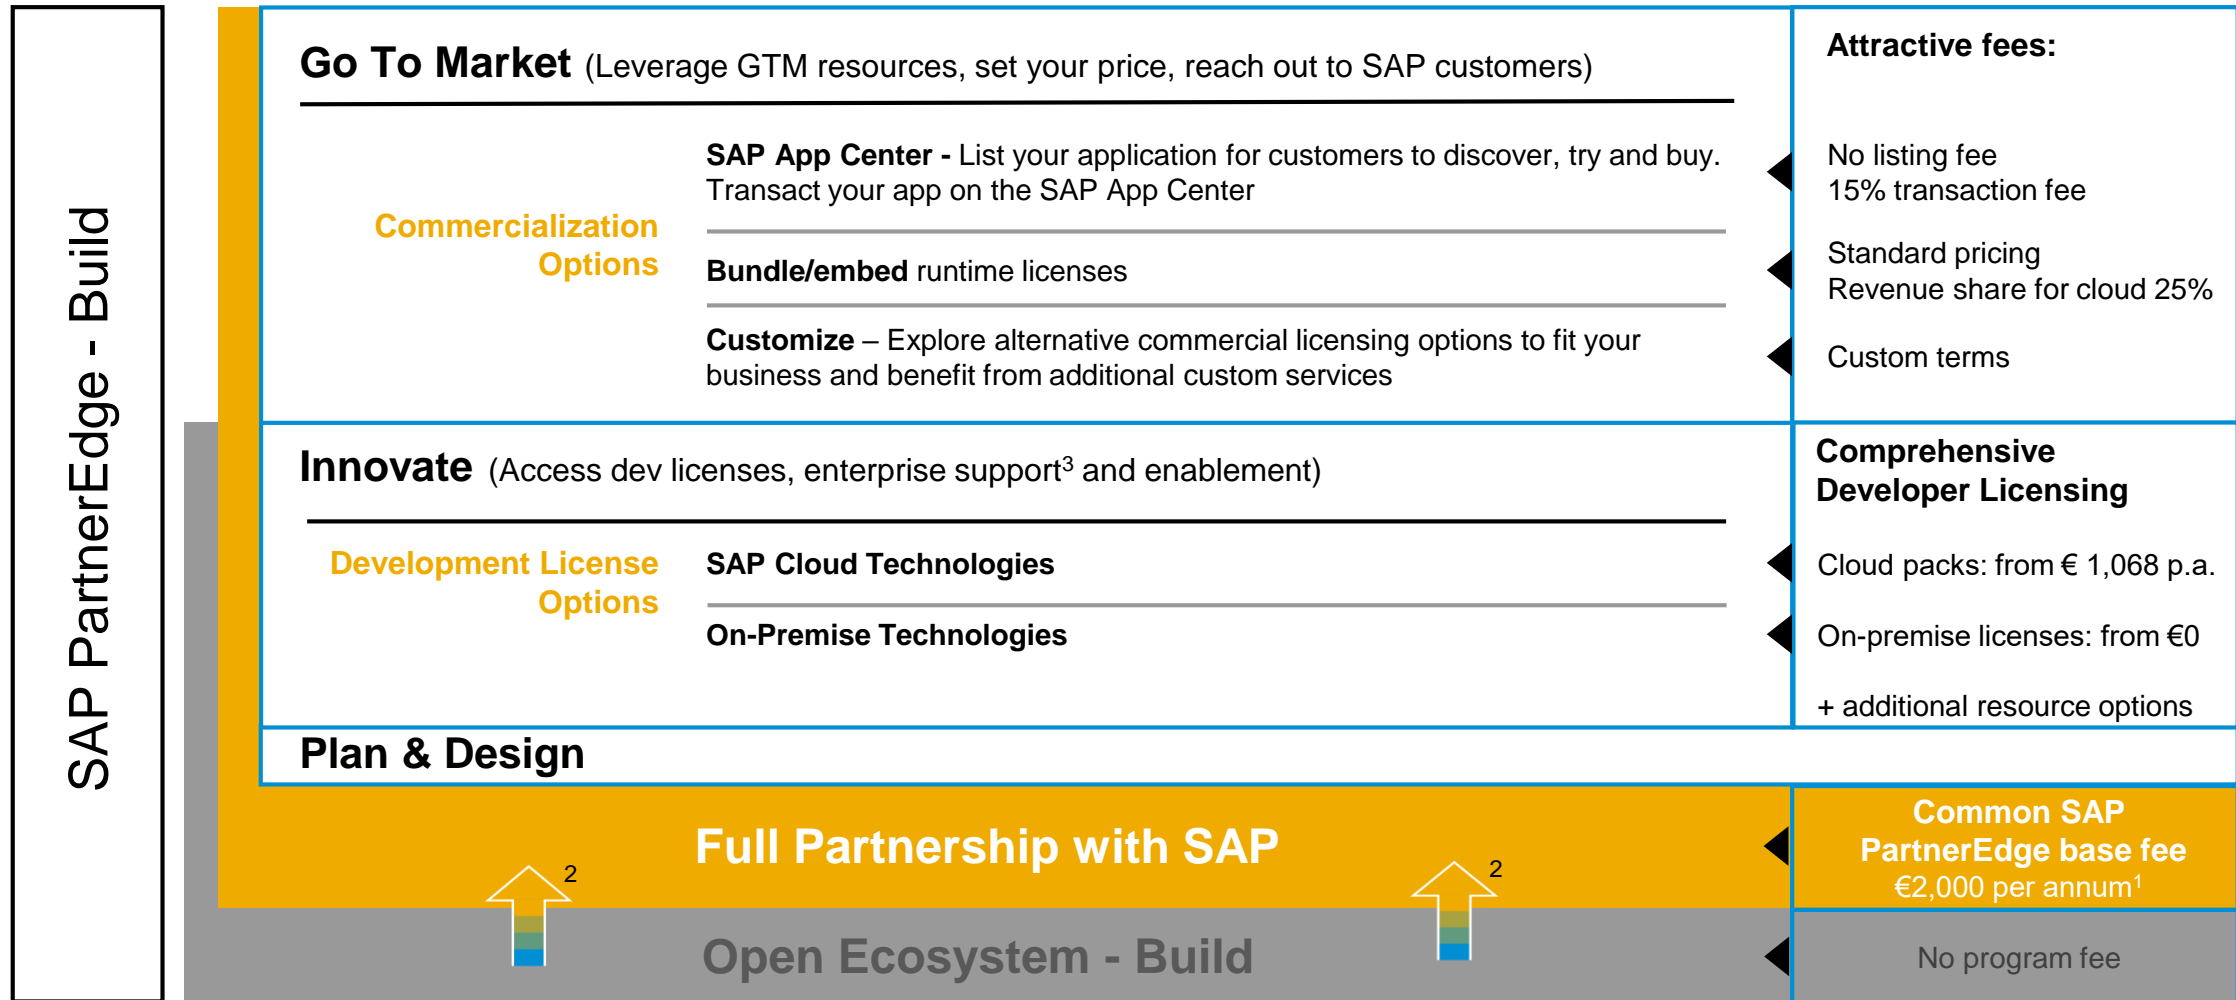 SAP PartnerEdge - Build
Go To Market (Leverage GTM resources, set your price, reach out to SAP customers)
Attractive fees:
Commercialization
Options
SAP App Center - List your application for customers to discover, try and buy.
Transact your app on the SAP App Center
No listing fee
15% transaction fee
Bundle/embed runtime licenses
Standard pricing
Revenue share for cloud 25%
Customize – Explore alternative commercial licensing options to fit your
business and benefit from additional custom services
Custom terms
Innovate (Access dev licenses, enterprise support³ and enablement)
Comprehensive
Developer Licensing
Development License
Options
SAP Cloud Technologies
Cloud packs: from € 1,068 p.a.
On-Premise Technologies
On-premise licenses: from €0
+ additional resource options
Plan & Design
Full Partnership with SAP
2
2
Common SAP
PartnerEdge base fee
€2,000 per annum¹
Open Ecosystem - Build
No program fee